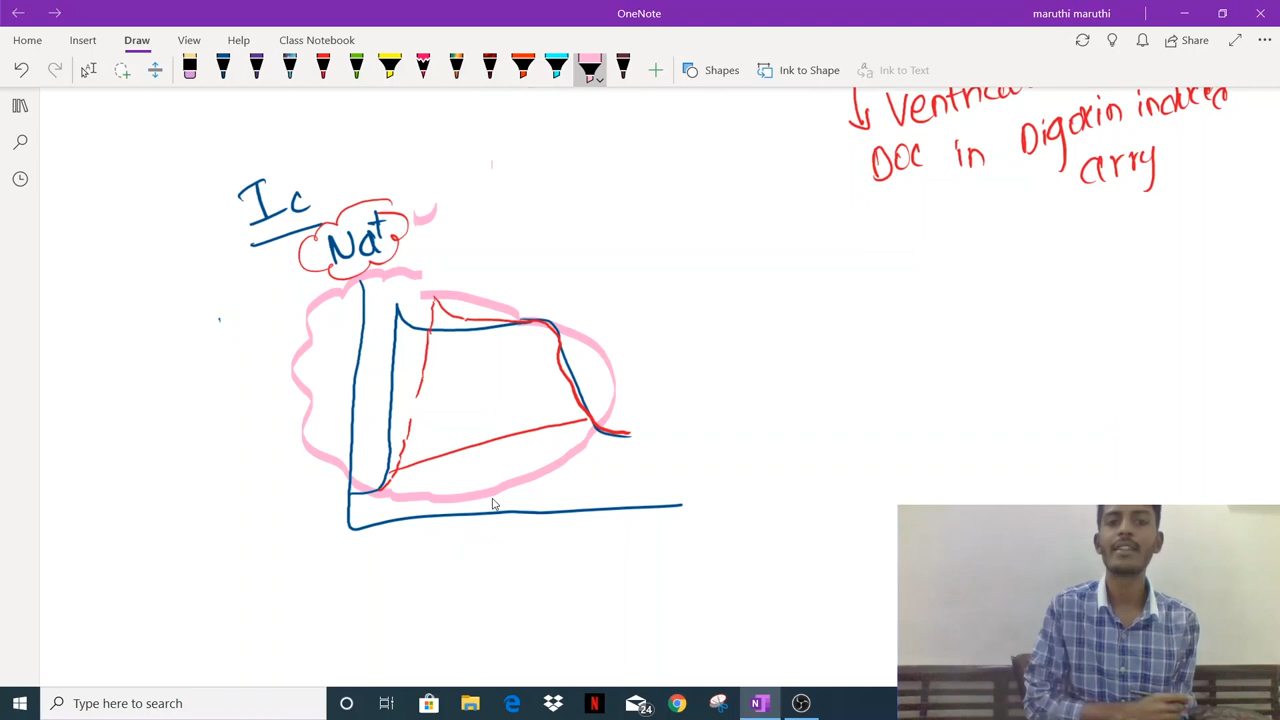 OneNote
maruthi maruthi
Home Insert Draw View Help Class Notebook
Share
Shapes Ink to Shape Ink to Text
↓
DOC in Digoxin induced
arry
Ic
Na+
Type here to search
24